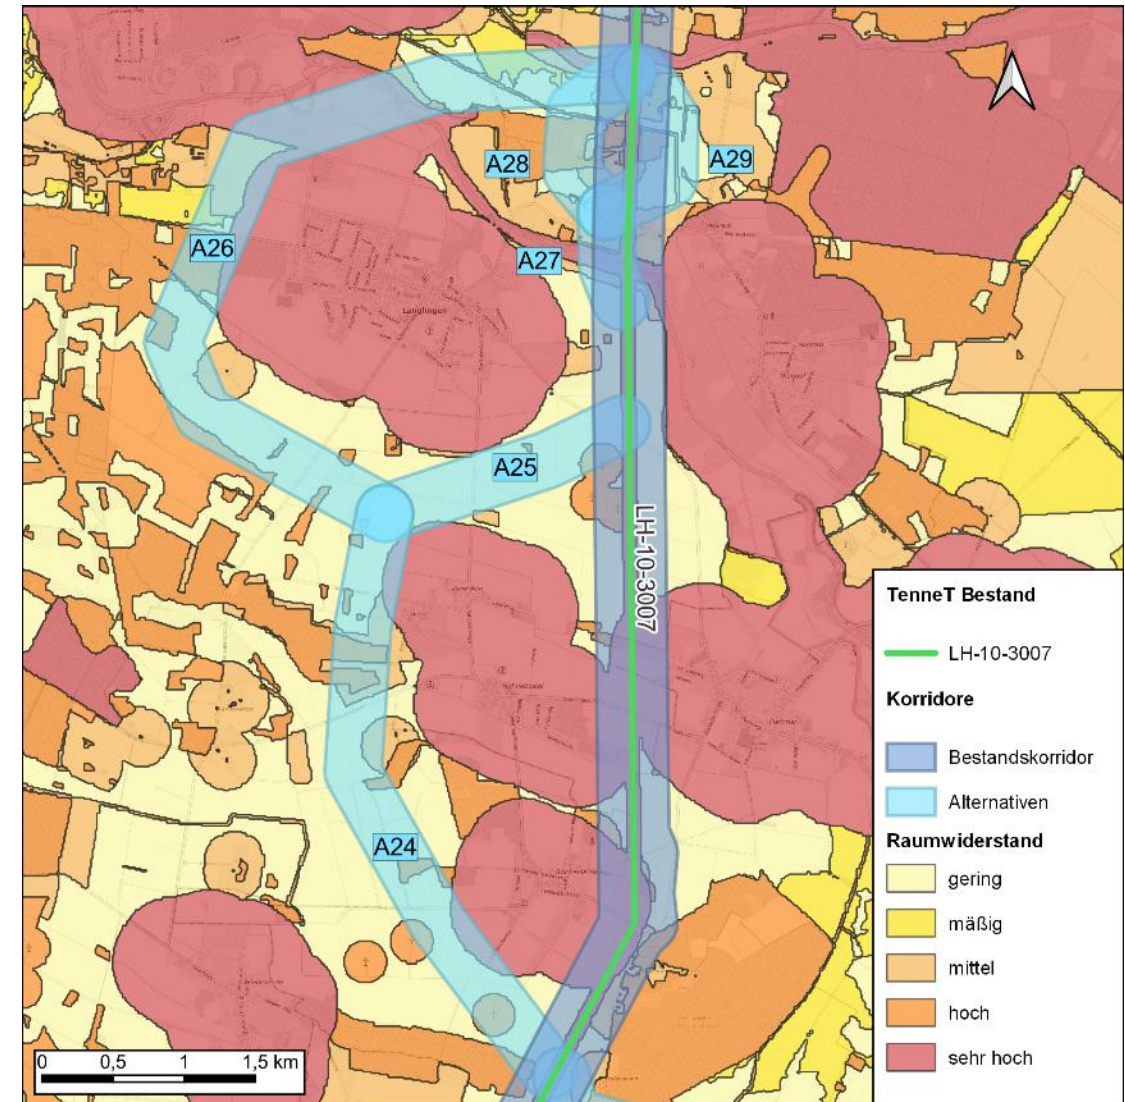 A28
A29
A26
A27
Langlingen
A25
LH-10-3007
A24
TenneT Bestand
LH-10-3007
Korridore
Bestandskorridor
Alternativen
Raumwiderstand
gering
mäßig
mittel
hoch
sehr hoch
0 0,5 1 1,5 km